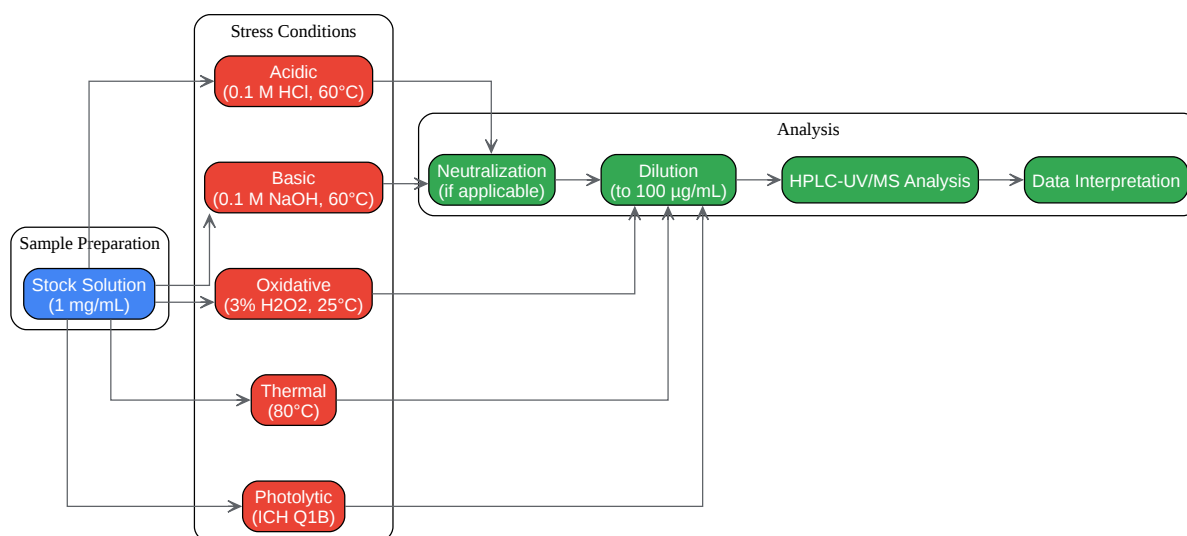 Stress Conditions
Acidic
(0.1 M HCl, 60°C)
Basic
(0.1 M NaOH, 60°C)
Sample Preparation
Stock Solution
(1 mg/mL)
Oxidative
(3% H2O2, 25°C)
Thermal
(80°C)
Photolytic
(ICH Q1B)
Analysis
Neutralization
(if applicable)
Dilution
(to 100 µg/mL)
HPLC-UV/MS Analysis
Data Interpretation